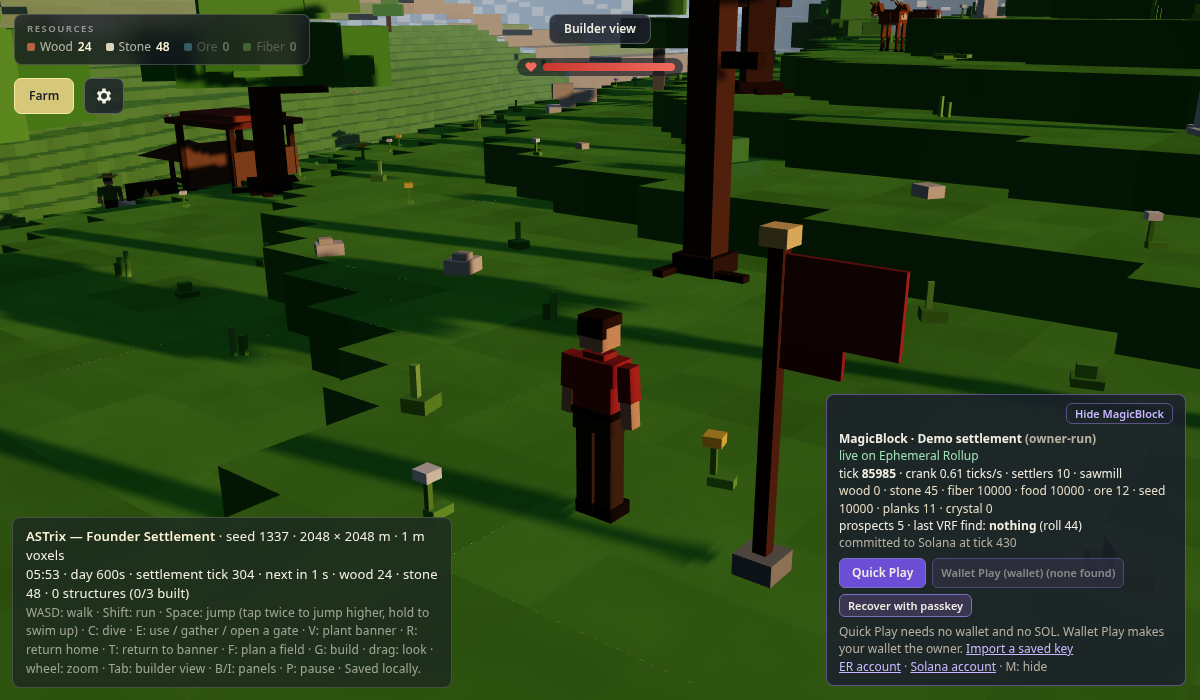 RESOURCES
Wood 24 Stone 48 Ore 0 Fiber 0
Builder view
Farm
Hide MagicBlock
MagicBlock · Demo settlement (owner-run)
live on Ephemeral Rollup
tick 85985 · crank 0.61 ticks/s · settlers 10 · sawmill
wood 0 · stone 45 · fiber 10000 · food 10000 · ore 12 · seed
10000 · planks 11 · crystal 0
prospects 5 · last VRF find: nothing (roll 44)
committed to Solana at tick 430
Quick Play Wallet Play (wallet) (none found)
Recover with passkey
Quick Play needs no wallet and no SOL. Wallet Play makes
your wallet the owner. Import a saved key
ER account · Solana account · M: hide
ASTrix — Founder Settlement · seed 1337 · 2048 × 2048 m · 1 m
voxels
05:53 · day 600s · settlement tick 304 · next in 1 s · wood 24 · stone
48 · 0 structures (0/3 built)
WASD: walk · Shift: run · Space: jump (tap twice to jump higher, hold to
swim up) · C: dive · E: use / gather / open a gate · V: plant banner · R:
return home · T: return to banner · F: plan a field · G: build · drag: look ·
wheel: zoom · Tab: builder view · B/I: panels · P: pause · Saved locally.